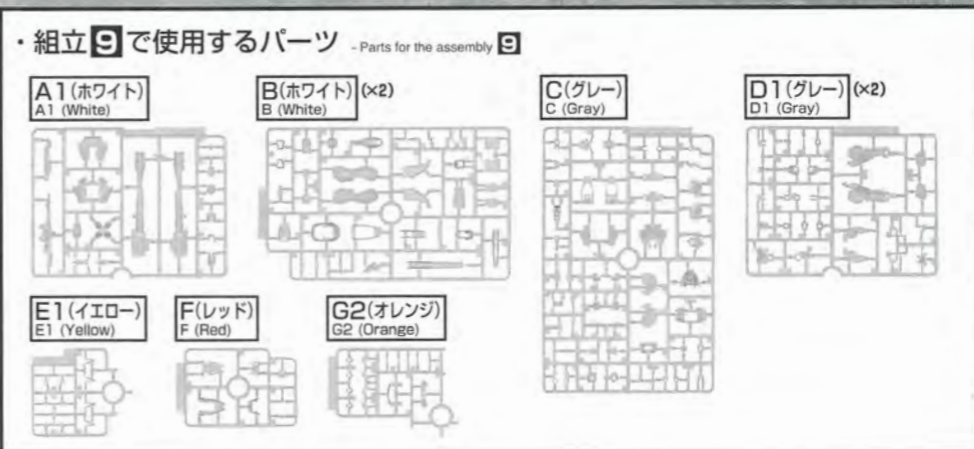 ・組立9で使用するパーツ - Parts for the assembly 9
A1(ホワイト)
A1 (White)
B(ホワイト) (×2)
B (White)
C(グレー)
C (Gray)
D1(グレー) (×2)
D1 (Gray)
E1(イエロー)
E1 (Yellow)
F(レッド)
F (Red)
G2(オレンジ)
G2 (Orange)